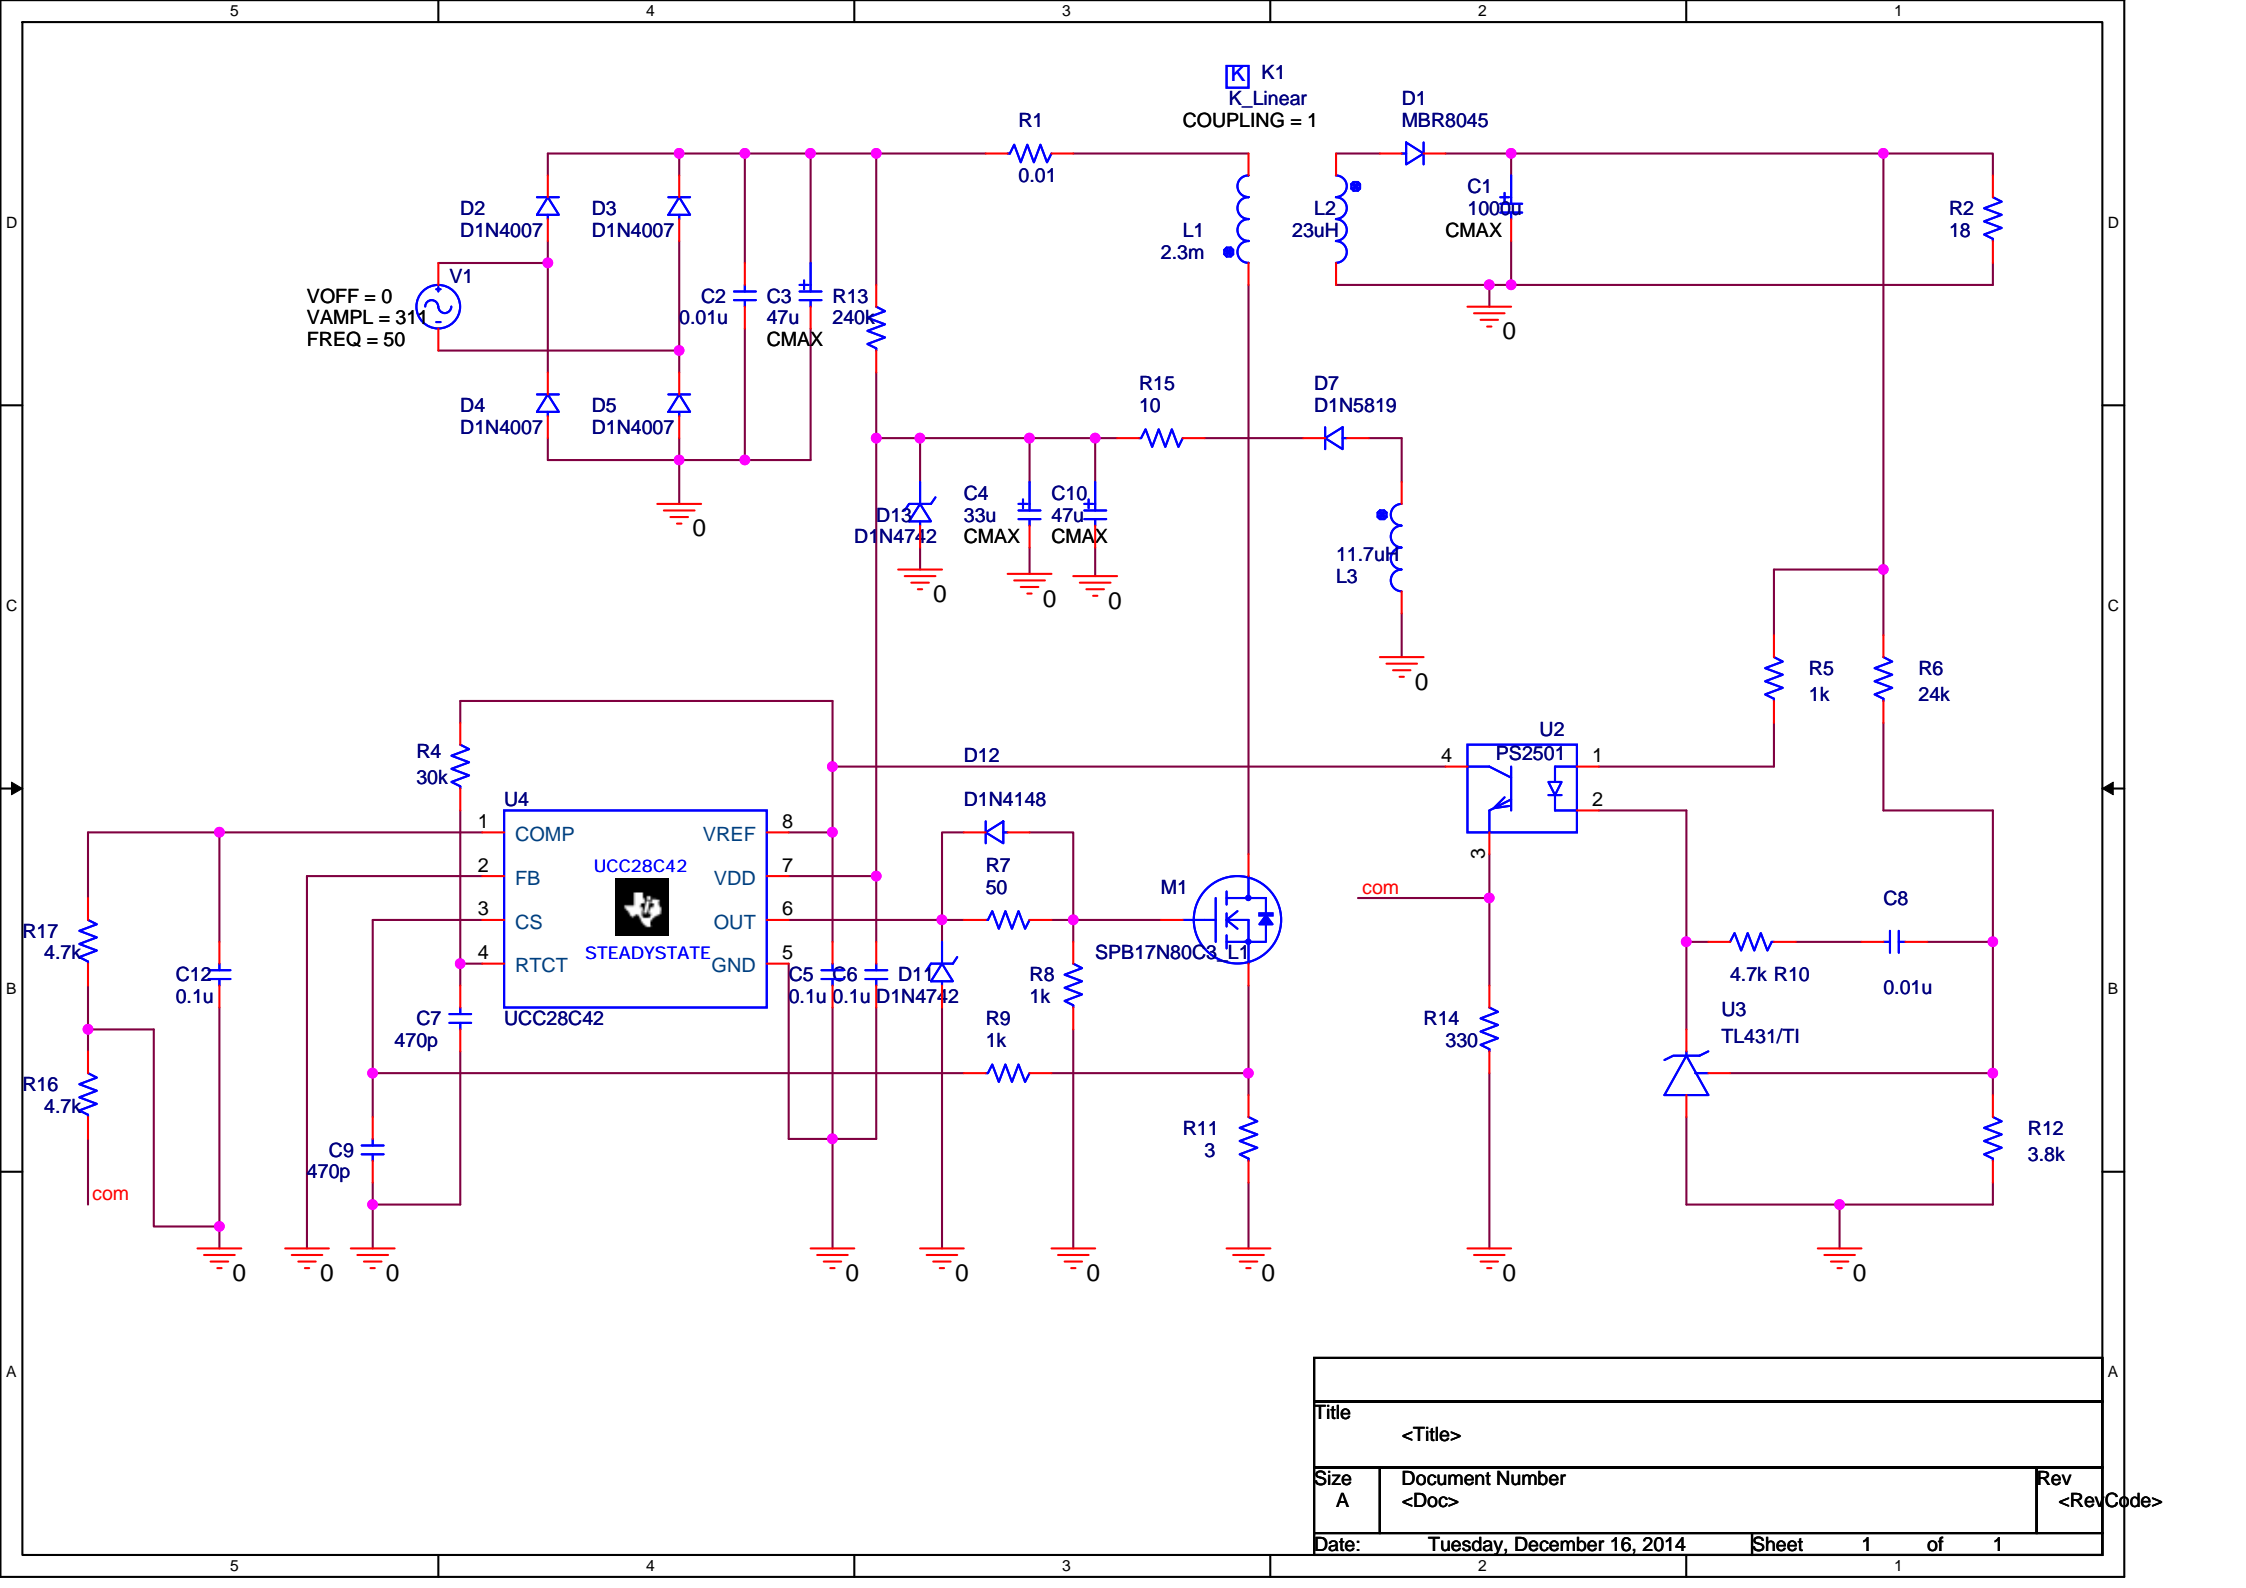 5 4 3 2 1
K K1
K_Linear
COUPLING = 1
D1
MBR8045
R1
0.01
D D
D2
D1N4007
D3
D1N4007
L1
2.3m
L2
23uH
C1
1000u
CMAX
R2
18
V1
VOFF = 0
VAMPL = 311
FREQ = 50
C2
0.01u
C3
47u
CMAX
R13
240k
0
D4
D1N4007
D5
D1N4007
R15
10
D7
D1N5819
0
D13
D1N4742
C4
33u
CMAX
C10
47u
CMAX
11.7uH
L3
0
0
0
0
C C
R5
1k
R6
24k
R4
30k
D12
D1N4148
U2
PS2501
4
1
2
3
U4
1 COMP
2 FB
3 CS
4 RTCT
VREF 8
VDD 7
OUT 6
GND 5
UCC28C42
STEADYSTATE
UCC28C42
R7
50
M1
SPB17N80C3_L1
com
C8
0.01u
4.7k R10
R17
4.7k
C12
0.1u
C5
0.1u
C6
0.1u
D11
D1N4742
R8
1k
B B
C7
470p
R9
1k
R14
330
U3
TL431/TI
R16
4.7k
C9
470p
R11
3
R12
3.8k
com
0 0 0 0 0 0 0 0 0
A A
Title
<Title>
Size
A
Document Number
<Doc>
Rev
<RevCode>
Date: Tuesday, December 16, 2014 Sheet 1 of 1
5 4 3 2 1